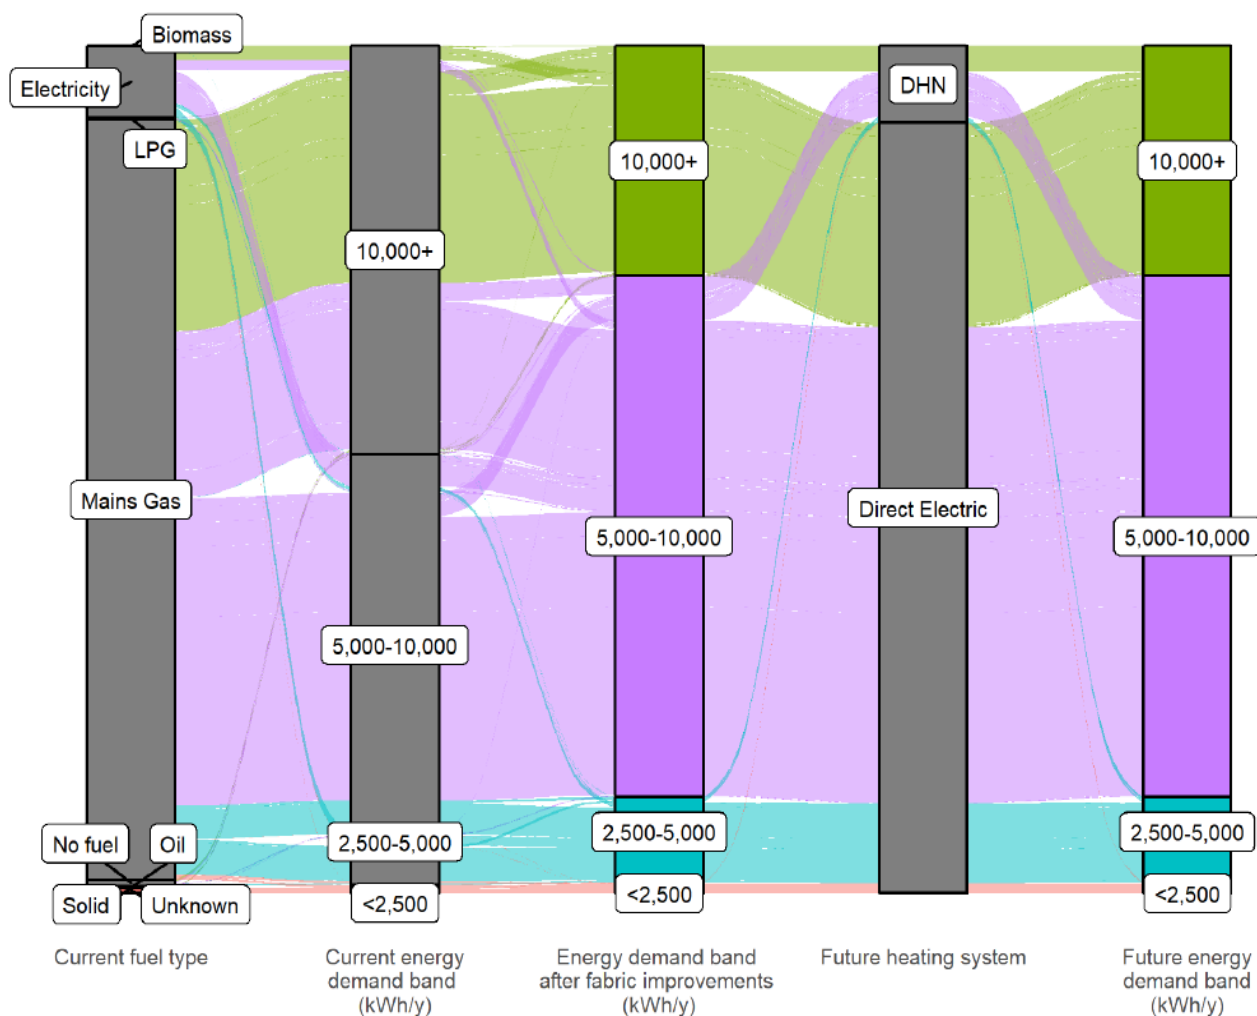 Biomass
Electricity
LPG
Mains Gas
No fuel
Oil
Solid
Unknown
10,000+
5,000-10,000
2,500-5,000
<2,500
10,000+
5,000-10,000
2,500-5,000
<2,500
DHN
Direct Electric
10,000+
5,000-10,000
2,500-5,000
<2,500
Current fuel type
Current energy
demand band
(kWh/y)
Energy demand band
after fabric improvements
(kWh/y)
Future heating system
Future energy
demand band
(kWh/y)